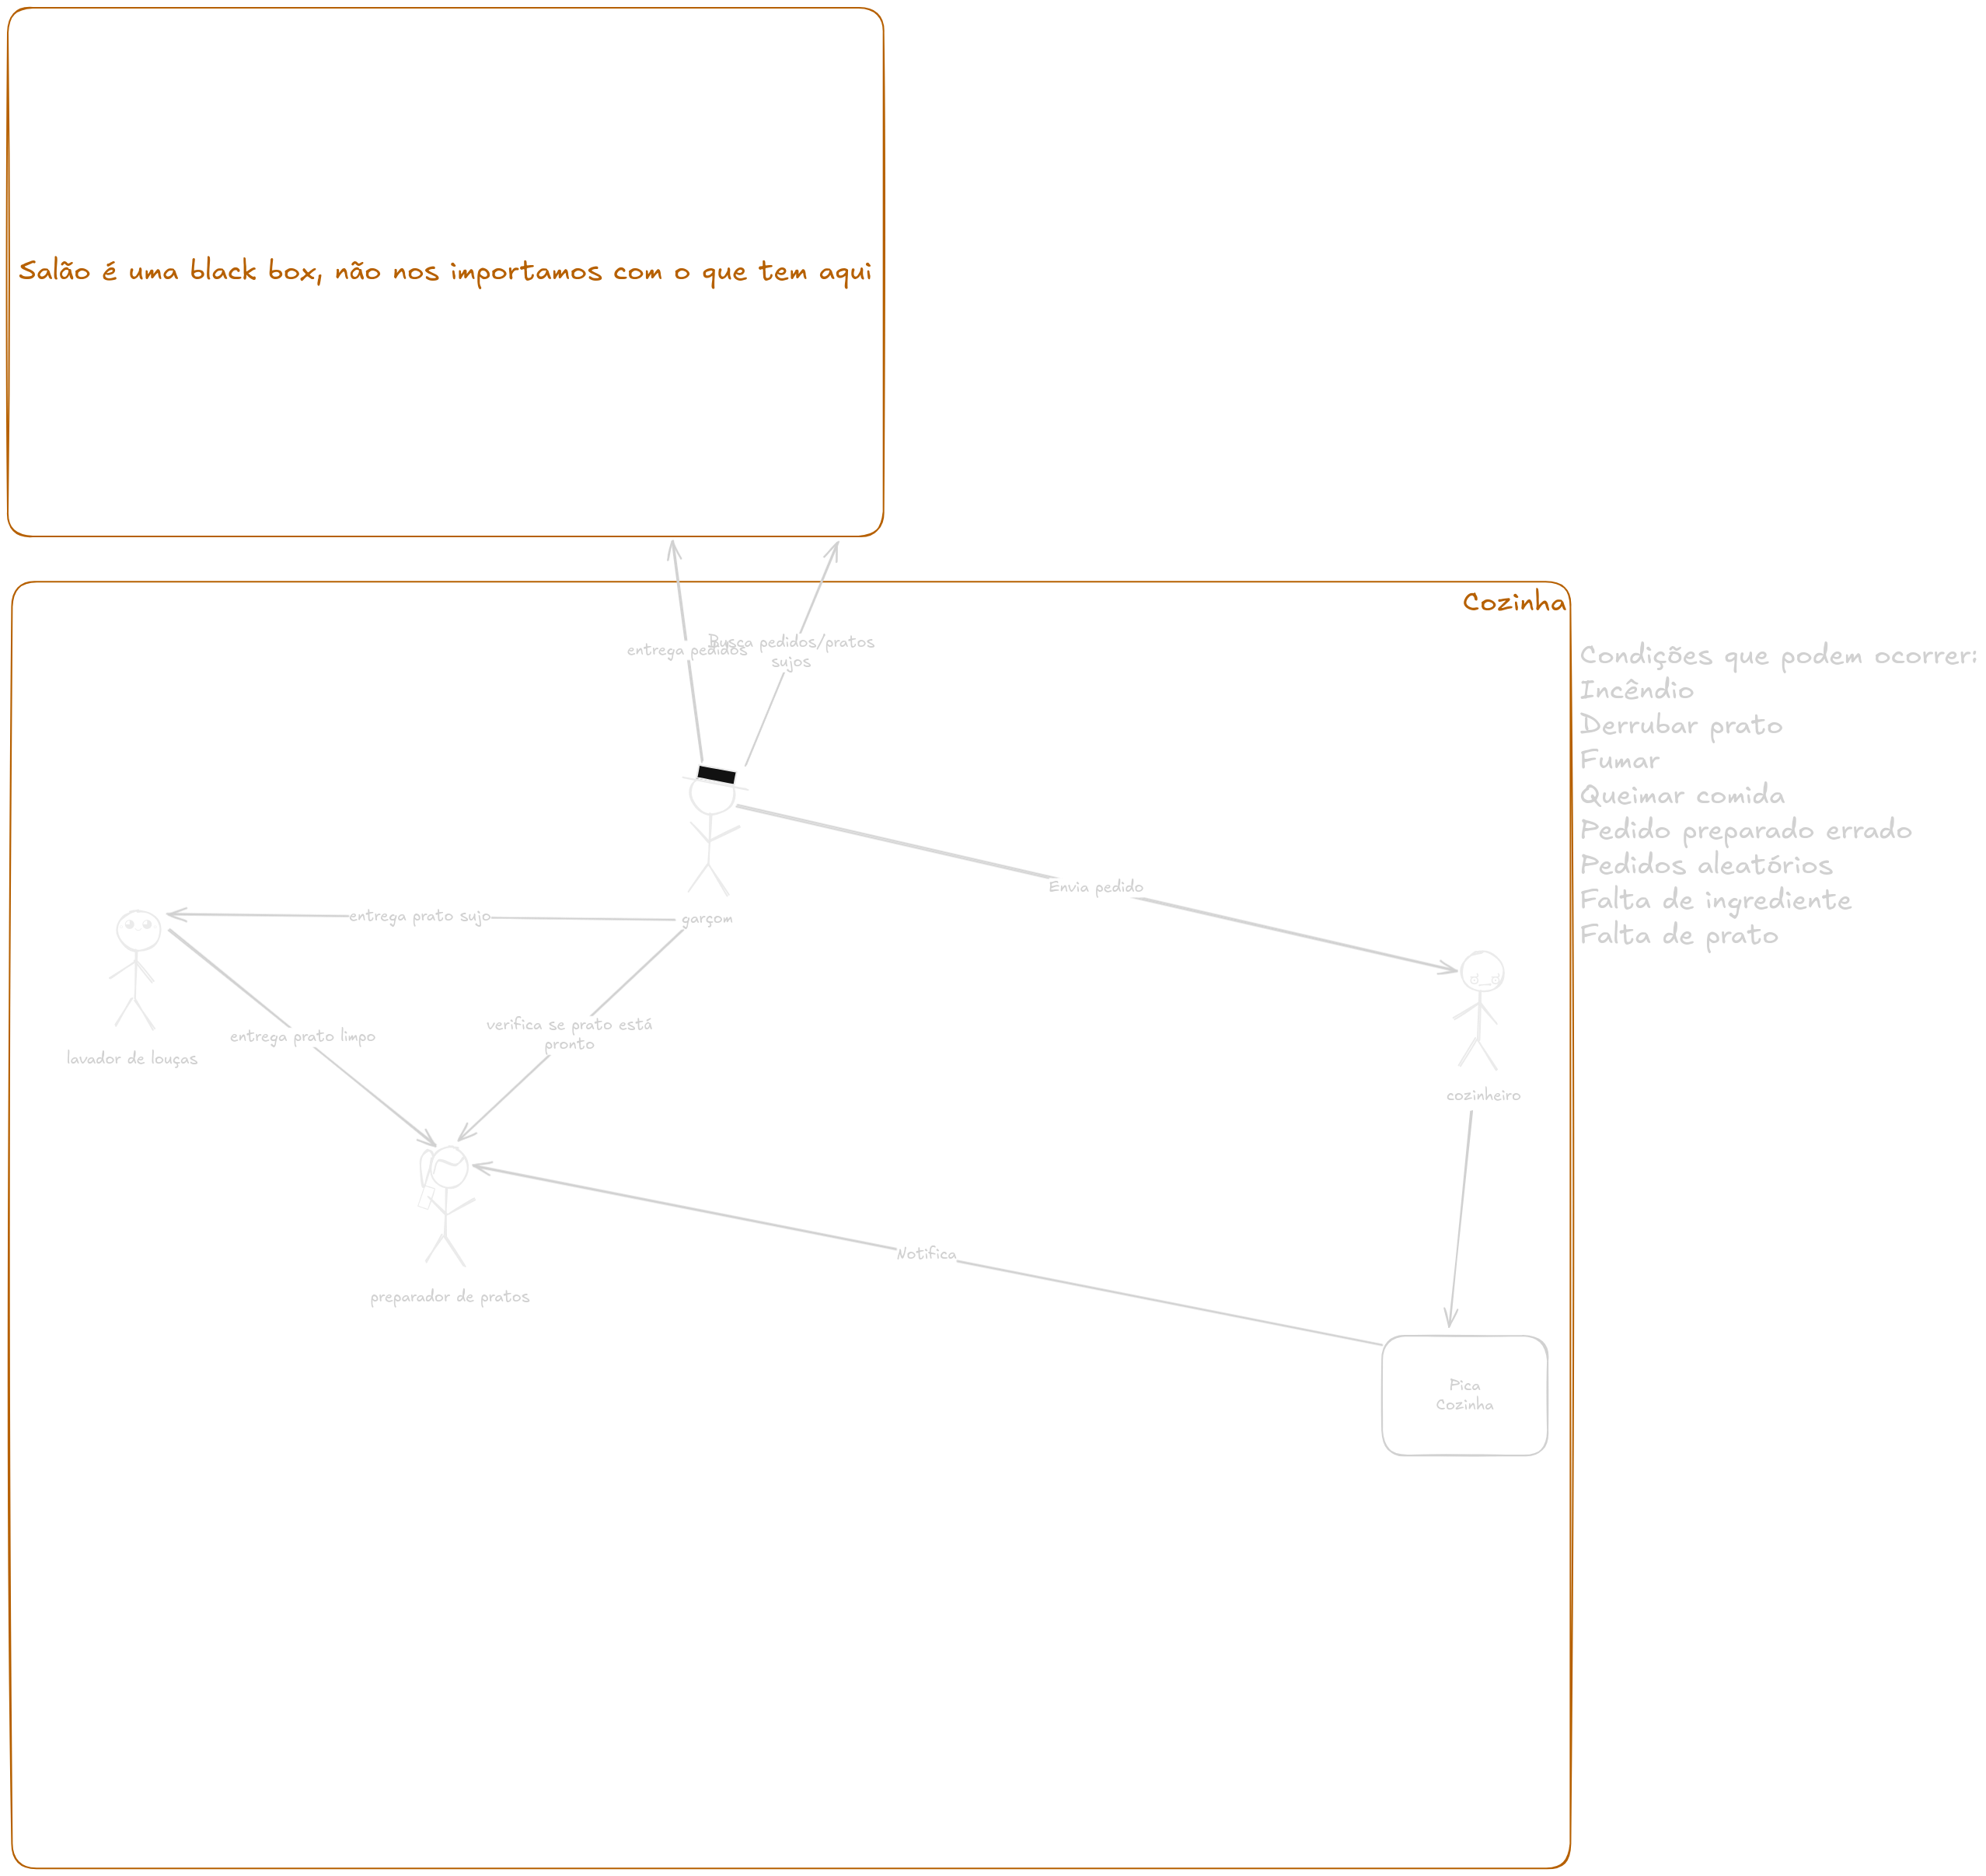 Salão é uma black box, não nos importamos com o que tem aqui
Cozinha
entrega pedidos
Busca pedidos/pratos
sujos
Condições que podem ocorrer:
Incêndio
Derrubar prato
Fumar
Queimar comida
Pedido preparado errado
Pedidos aleatórios
Falta de ingrediente
Falta de prato
Envia pedido
entrega prato sujo
garçom
verifica se prato está
pronto
entrega prato limpo
lavador de louças
cozinheiro
Notifica
preparador de pratos
Pica
Cozinha